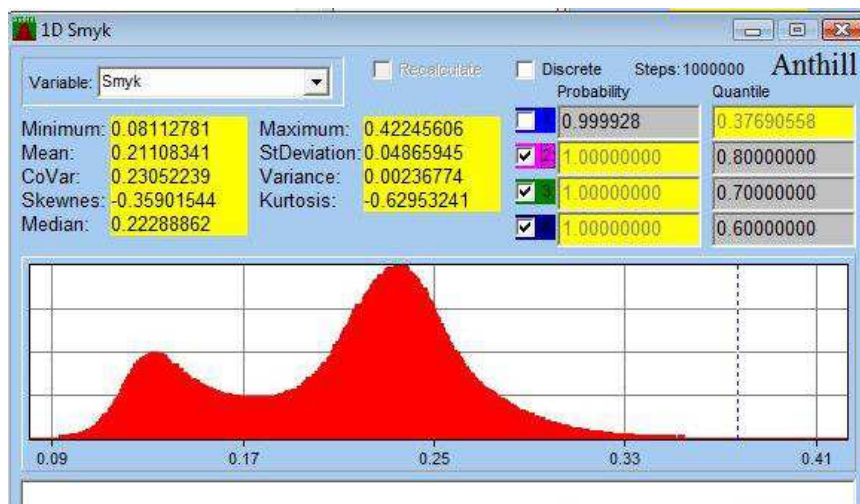 1D Smyk
Variable: Smyk
Recalculate
Discrete Steps: 1000000 Anthill
Probability Quantile
Minimum: 0.08112781 Maximum: 0.42245606 0.999928 0.37690558
Mean: 0.21108341 StDeviation: 0.04865945 2 1.00000000 0.80000000
CoVar: 0.23052239 Variance: 0.00236774
Skewnes: -0.35901544 Kurtosis: -0.62953241 3 1.00000000 0.70000000
Median: 0.22288862 1.00000000 0.60000000
0.09 0.17 0.25 0.33 0.41